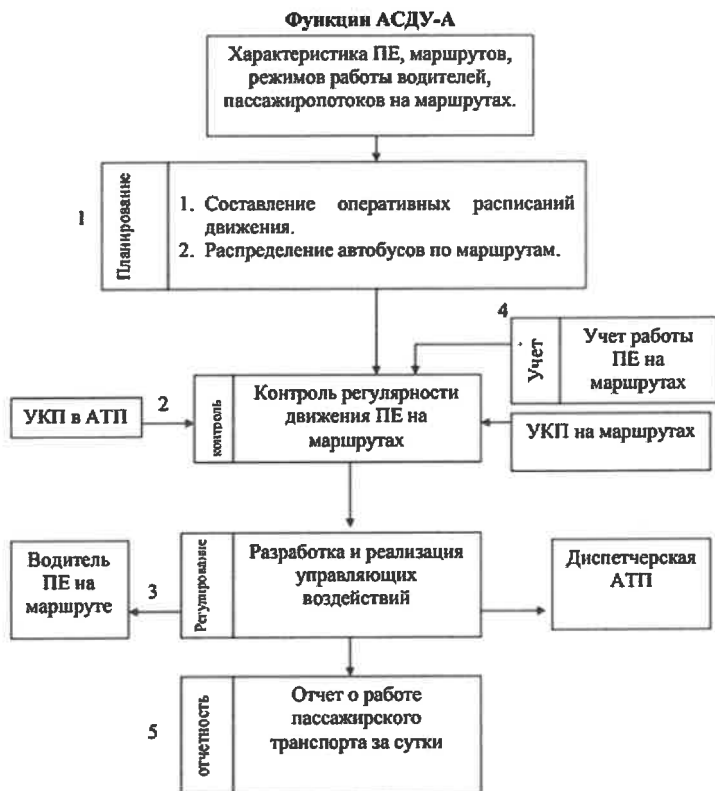 Функции АСДУ-А
Характеристика ПЕ, маршрутов,
режимов работы водителей,
пассажиропотоков на маршрутах.
1
Планирование
1. Составление оперативных расписаний
движения.
2. Распределение автобусов по маршрутам.
4
Учет
Учет работы
ПЕ на
маршрутах
УКП в АТП
2
контроль
Контроль регулярности
движения ПЕ на
маршрутах
УКП на маршрутах
Водитель
ПЕ на
маршруте
3
Регулирование
Разработка и реализация
управляющих
воздействий
Диспетчерская
АТП
5
отчетность
Отчет о работе
пассажирского
транспорта за сутки